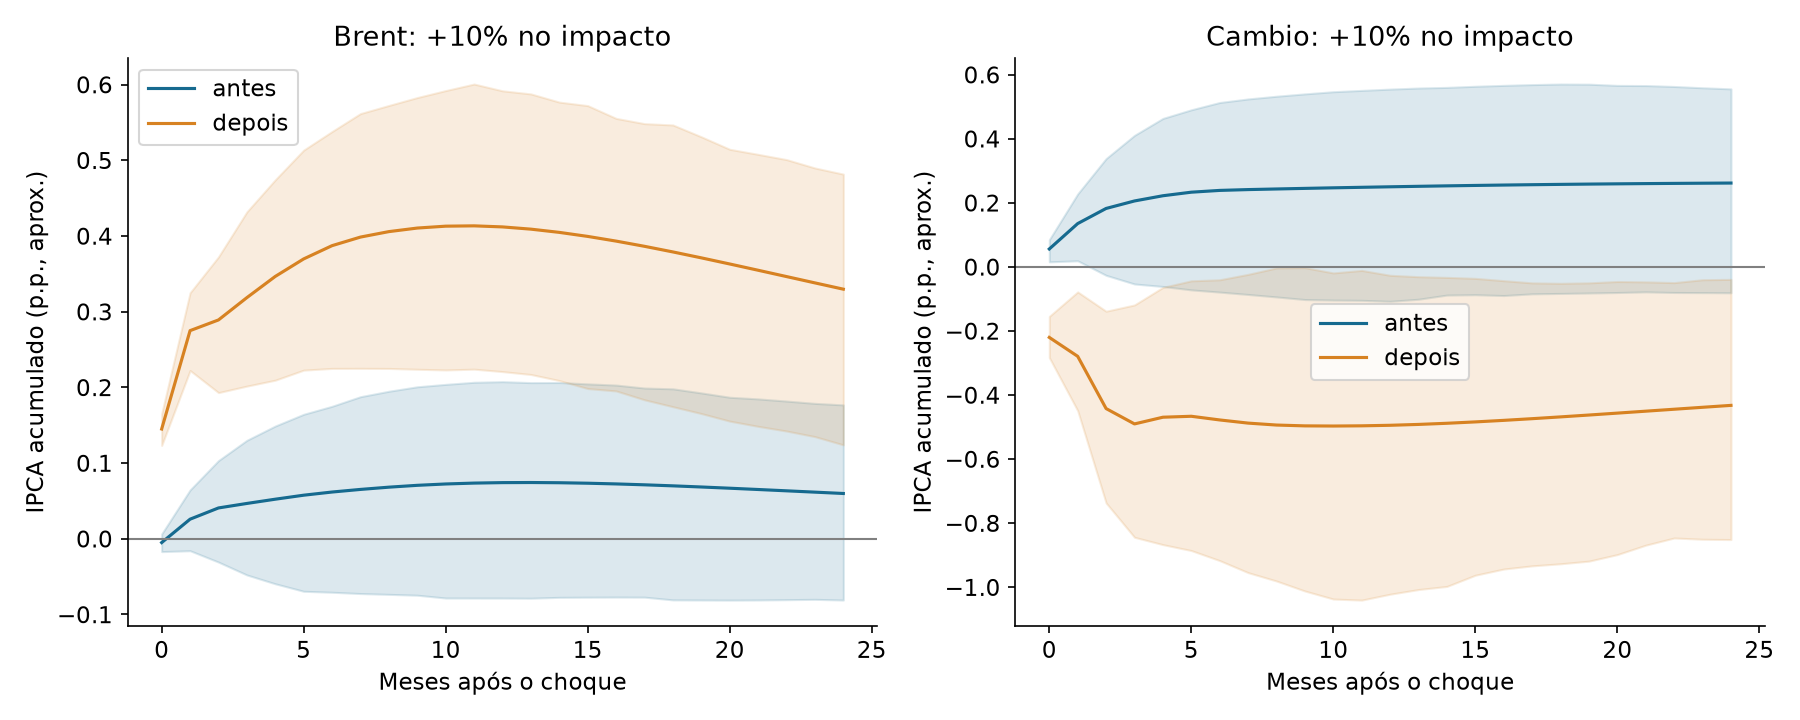 Brent: +10% no impacto
antes
depois
0.6
0.5
0.4
0.3
0.2
0.1
0.0
−0.1
IPCA acumulado (p.p., aprox.)
0
5
10
15
20
25
Meses após o choque
Cambio: +10% no impacto
0.6
0.4
0.2
0.0
−0.2
−0.4
−0.6
−0.8
−1.0
IPCA acumulado (p.p., aprox.)
antes
depois
0
5
10
15
20
25
Meses após o choque